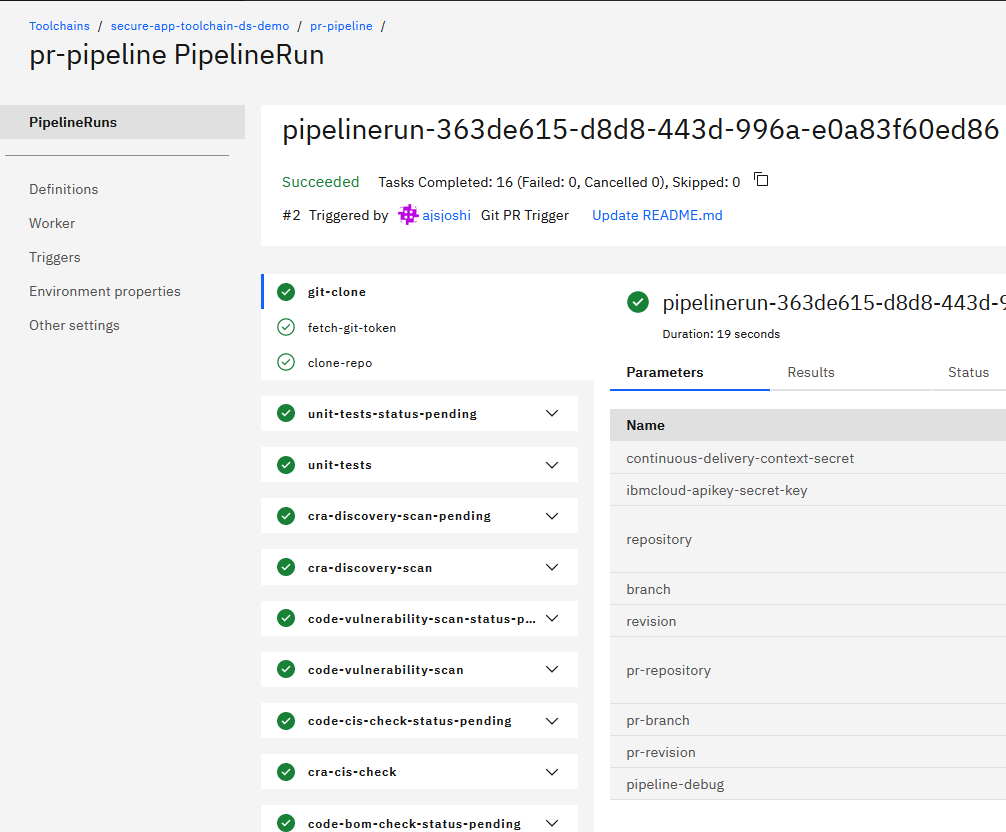 Toolchains / secure-app-toolchain-ds-demo / pr-pipeline /
pr-pipeline PipelineRun
PipelineRuns
Definitions
Worker
Triggers
Environment properties
Other settings
pipelinerun-363de615-d8d8-443d-996a-e0a83f60ed86
Succeeded Tasks Completed: 16 (Failed: 0, Cancelled 0), Skipped: 0
#2 Triggered by ajsjoshi Git PR Trigger Update README.md
git-clone
fetch-git-token
clone-repo
unit-tests-status-pending
unit-tests
cra-discovery-scan-pending
cra-discovery-scan
code-vulnerability-scan-status-p...
code-vulnerability-scan
code-cis-check-status-pending
cra-cis-check
code-bom-check-status-pending
pipelinerun-363de615-d8d8-443d-9
Duration: 19 seconds
Parameters Results Status
Name
continuous-delivery-context-secret
ibmcloud-apikey-secret-key
repository
branch
revision
pr-repository
pr-branch
pr-revision
pipeline-debug